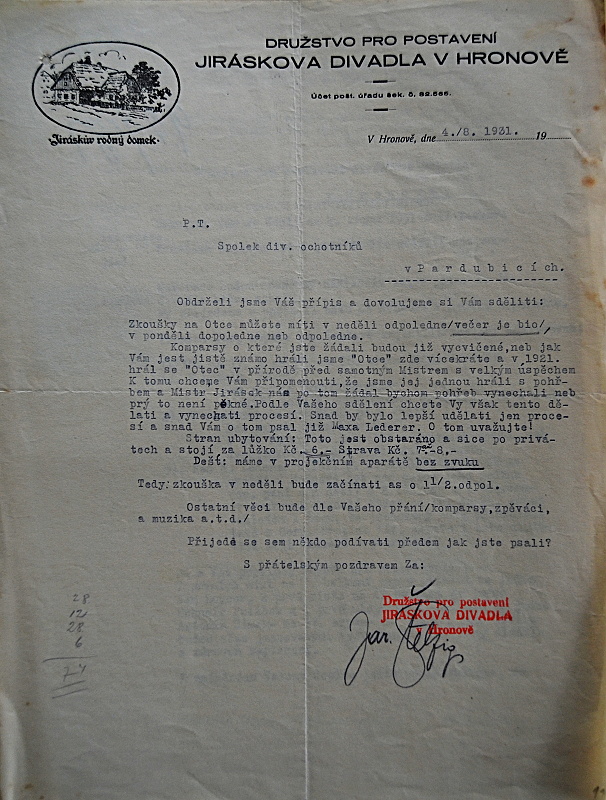 DRUŽSTVO PRO POSTAVENÍ
JIRÁSKOVA DIVADLA V HRONOVĚ
Účet pošt. úřadu šek. č. 82.566.
Jiráskův rodný domek.
V Hronově, dne 4./8. 1931. 19
P.T.
Spolek div. ochotníků
v Pardubicích.
Obdrželi jsme Váš přípis a dovolujeme si Vám sděliti:
Zkoušky na Otce můžete míti v neděli odpoledne/večer je bio/,
v pondělí dopoledne neb odpoledne.
Komparsy o které jste žádali budou již vycvičené,neb jak
Vám jest jistě známo hráli jsme "Otce" zde vícekráte a v 1921.
hrál se "Otec" v přírodě před samotným Mistrem s velkým úspěchem
K tomu chceme Vám připomenouti,že jsme jej jednou hráli s pohř-
bem a Mistr Jirásek nás po tom žádal bychom pohřeb vynechali neb
prý to není pěkné.Podle Vašeho sdělení chcete Vy však tento dě-
lati a vynechati procesí. Snad by bylo lepší udělati jen proce-
sí a snad Vám o tom psal již Maxa Lederer. O tom uvažujte!
Stran ubytování: Toto jest obstaráno a sice po privá-
tech a stojí za lůžko Kč. 6,- Strava Kč. 7 -8,-
Dešť: máme v projekčním aparátě bez zvuku
Tedy, zkouška v neděli bude začínati as o 1 1/2.odpol.
Ostatní věci bude dle Vašeho přání/komparsy,zpěváci,
a muzika a.t.d./
Přijede se sem někdo podívati předem jak jste psali?
S přátelským pozdravem Za:
Družstvo pro postavení
JIRÁSKOVA DIVADLA
v Hronově
Jar.
28
12
28
6
74